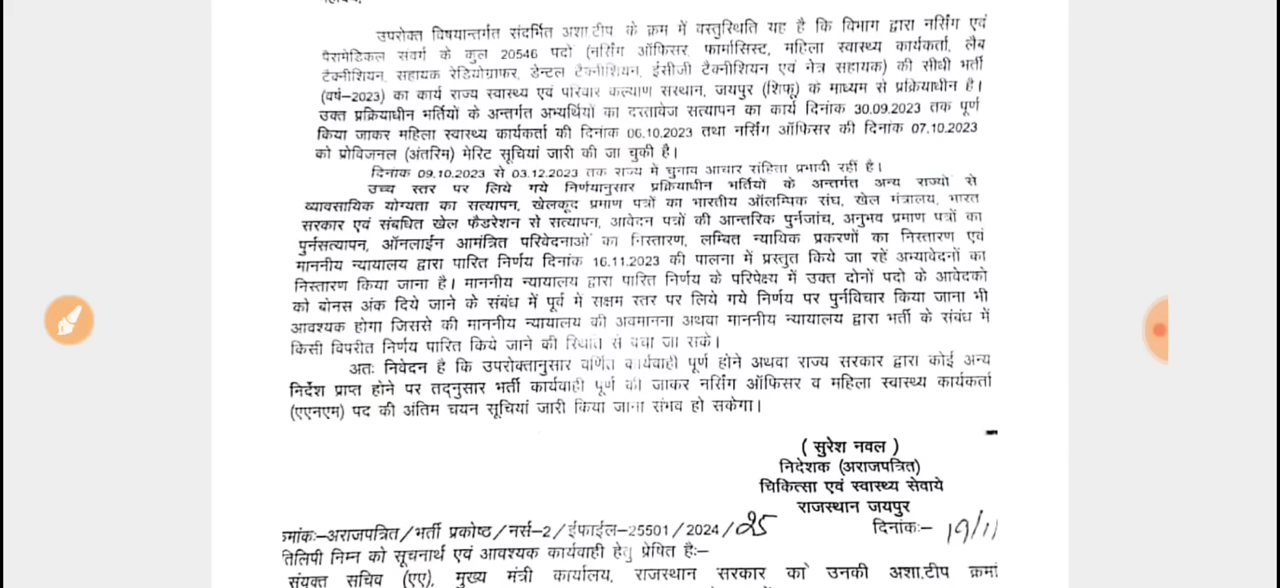 उपरोक्त विषयान्तर्गत संदर्भित अशा.टीप के क्रम में वस्तुस्थिति यह है कि विभाग द्वारा नर्सिंग एवं
पैरामेडिकल संवर्ग के कुल 20546 पदो (नर्सिंग ऑफिसर, फार्मासिस्ट, महिला स्वास्थ्य कार्यकर्ता, लैब
टैक्नीशियन, सहायक रेडियोग्राफर, डेन्टल टैक्नीशियन, ईसीजी टैक्नीशियन एवं नेत्र सहायक) की सीधी भर्ती
(वर्ष–2023) का कार्य राज्य स्वास्थ्य एवं परिवार कल्याण संस्थान, जयपुर (शिफू) के माध्यम से प्रक्रियाधीन है।
उक्त प्रक्रियाधीन भर्तियों के अन्तर्गत अभ्यर्थियों का दस्तावेज सत्यापन का कार्य दिनांक 30.09.2023 तक पूर्ण
किया जाकर महिला स्वास्थ्य कार्यकर्ता की दिनांक 06.10.2023 तथा नर्सिंग ऑफिसर की दिनांक 07.10.2023
को प्रोविजनल (अंतरिम) मेरिट सूचियां जारी की जा चुकी है।
दिनांक 09.10.2023 से 03.12.2023 तक राज्य मे चुनाव आचार संहिता प्रभावी रहीं है।
उच्च स्तर पर लिये गये निर्णयानुसार प्रक्रियाधीन भर्तियों के अन्तर्गत अन्य राज्यों से
व्यावसायिक योग्यता का सत्यापन, खेलकूद प्रमाण पत्रों का भारतीय ऑलम्पिक संघ, खेल मंत्रालय, भारत
सरकार एवं संबधित खेल फैडरेशन से सत्यापन, आवेदन पत्रों की आन्तरिक पुर्नजांच, अनुभव प्रमाण पत्रों का
पुर्नसत्यापन, ऑनलाईन आमंत्रित परिवेदनाओं का निस्तारण, लम्बित न्यायिक प्रकरणों का निस्तारण एवं
माननीय न्यायालय द्वारा पारित निर्णय दिनांक 16.11.2023 की पालना में प्रस्तुत किये जा रहें अभ्यावेदनों का
निस्तारण किया जाना है। माननीय न्यायालय द्वारा पारित निर्णय के परिपेक्ष्य में उक्त दोनों पदो के आवेदको
को बोनस अंक दिये जाने के संबंध में पूर्व मे सक्षम स्तर पर लिये गये निर्णय पर पुर्नविचार किया जाना भी
आवश्यक होगा जिससे की माननीय न्यायालय की अवमानना अथवा माननीय न्यायालय द्वारा भर्ती के संबंध में
किसी विपरीत निर्णय पारित किये जाने की स्थिति से बचा जा सके।
अतः निवेदन है कि उपरोक्तानुसार वर्णित कार्यवाही पूर्ण होने अथवा राज्य सरकार द्वारा कोई अन्य
निर्देश प्राप्त होने पर तद्नुसार भर्ती कार्यवाही पूर्ण की जाकर नर्सिंग ऑफिसर व महिला स्वास्थ्य कार्यकर्ता
(एएनएम) पद की अंतिम चयन सूचियां जारी किया जाना संभव हो सकेगा।
( सुरेश नवल )
निदेशक (अराजपत्रित)
चिकित्सा एवं स्वास्थ्य सेवाये
राजस्थान जयपुर
मांकः–अराजपत्रित/भर्ती प्रकोष्ठ/नर्स–2/ईफाईल–25501/2024/25 दिनांकः– 19/1/
तिलिपी निम्न को सूचनार्थ एवं आवश्यक कार्यवाही हेतु प्रेषित हैः–
संयक्त सचिव (एए), मुख्य मंत्री कार्यालय, राजस्थान सरकार को उनकी अशा.टीप क्रमां